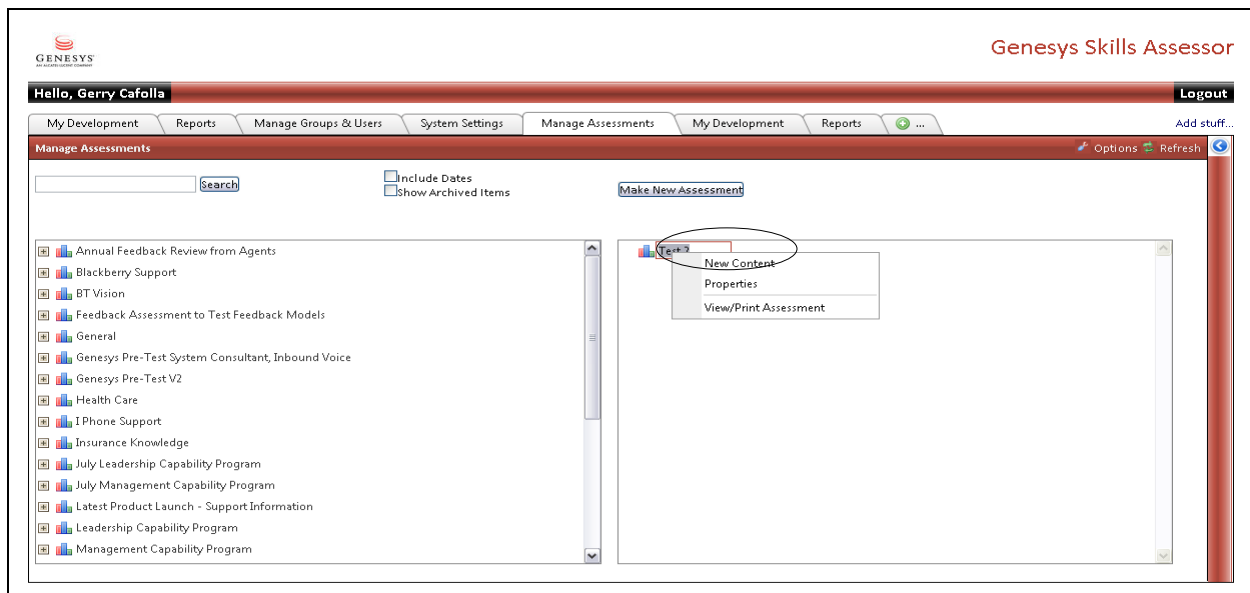 GENESYS
AN ALCATEL-LUCENT COMPANY
Genesys Skills Assessor
Hello, Gerry Cafolla
Logout
My Development
Reports
Manage Groups & Users
System Settings
Manage Assessments
My Development
Reports
...
Add stuff...
Manage Assessments
Options
Refresh
Search
Include Dates
Show Archived Items
Make New Assessment
Annual Feedback Review from Agents
Blackberry Support
BT Vision
Feedback Assessment to Test Feedback Models
General
Genesys Pre-Test System Consultant, Inbound Voice
Genesys Pre-Test V2
Health Care
I Phone Support
Insurance Knowledge
July Leadership Capability Program
July Management Capability Program
Latest Product Launch - Support Information
Leadership Capability Program
Management Capability Program
Test 2
New Content
Properties
View/Print Assessment